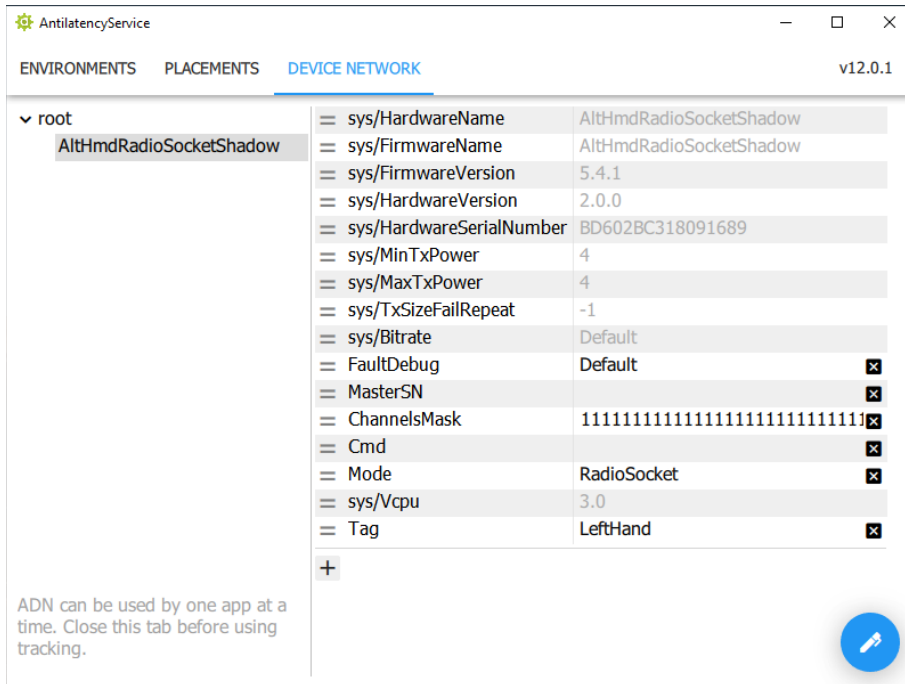 AntilatencyService
ENVIRONMENTS PLACEMENTS DEVICE NETWORK v12.0.1
root
AltHmdRadioSocketShadow
sys/HardwareName AltHmdRadioSocketShadow
sys/FirmwareName AltHmdRadioSocketShadow
sys/FirmwareVersion 5.4.1
sys/HardwareVersion 2.0.0
sys/HardwareSerialNumber BD602BC318091689
sys/MinTxPower 4
sys/MaxTxPower 4
sys/TxSizeFailRepeat -1
sys/Bitrate Default
FaultDebug Default
MasterSN
ChannelsMask 11111111111111111111111111111
Cmd
Mode RadioSocket
sys/Vcpu 3.0
Tag LeftHand
+
ADN can be used by one app at a
time. Close this tab before using
tracking.